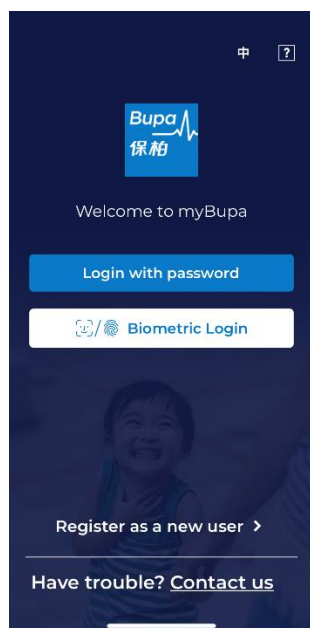 中 ?
Bupa
保柏
Welcome to myBupa
Login with password
/ Biometric Login
Register as a new user >
Have trouble? Contact us